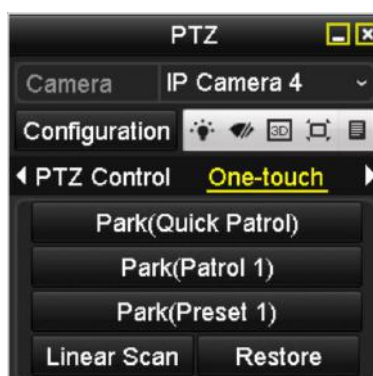 PTZ
Camera IP Camera 4
Configuration 3D
PTZ Control One-touch
Park(Quick Patrol)
Park(Patrol 1)
Park(Preset 1)
Linear Scan Restore